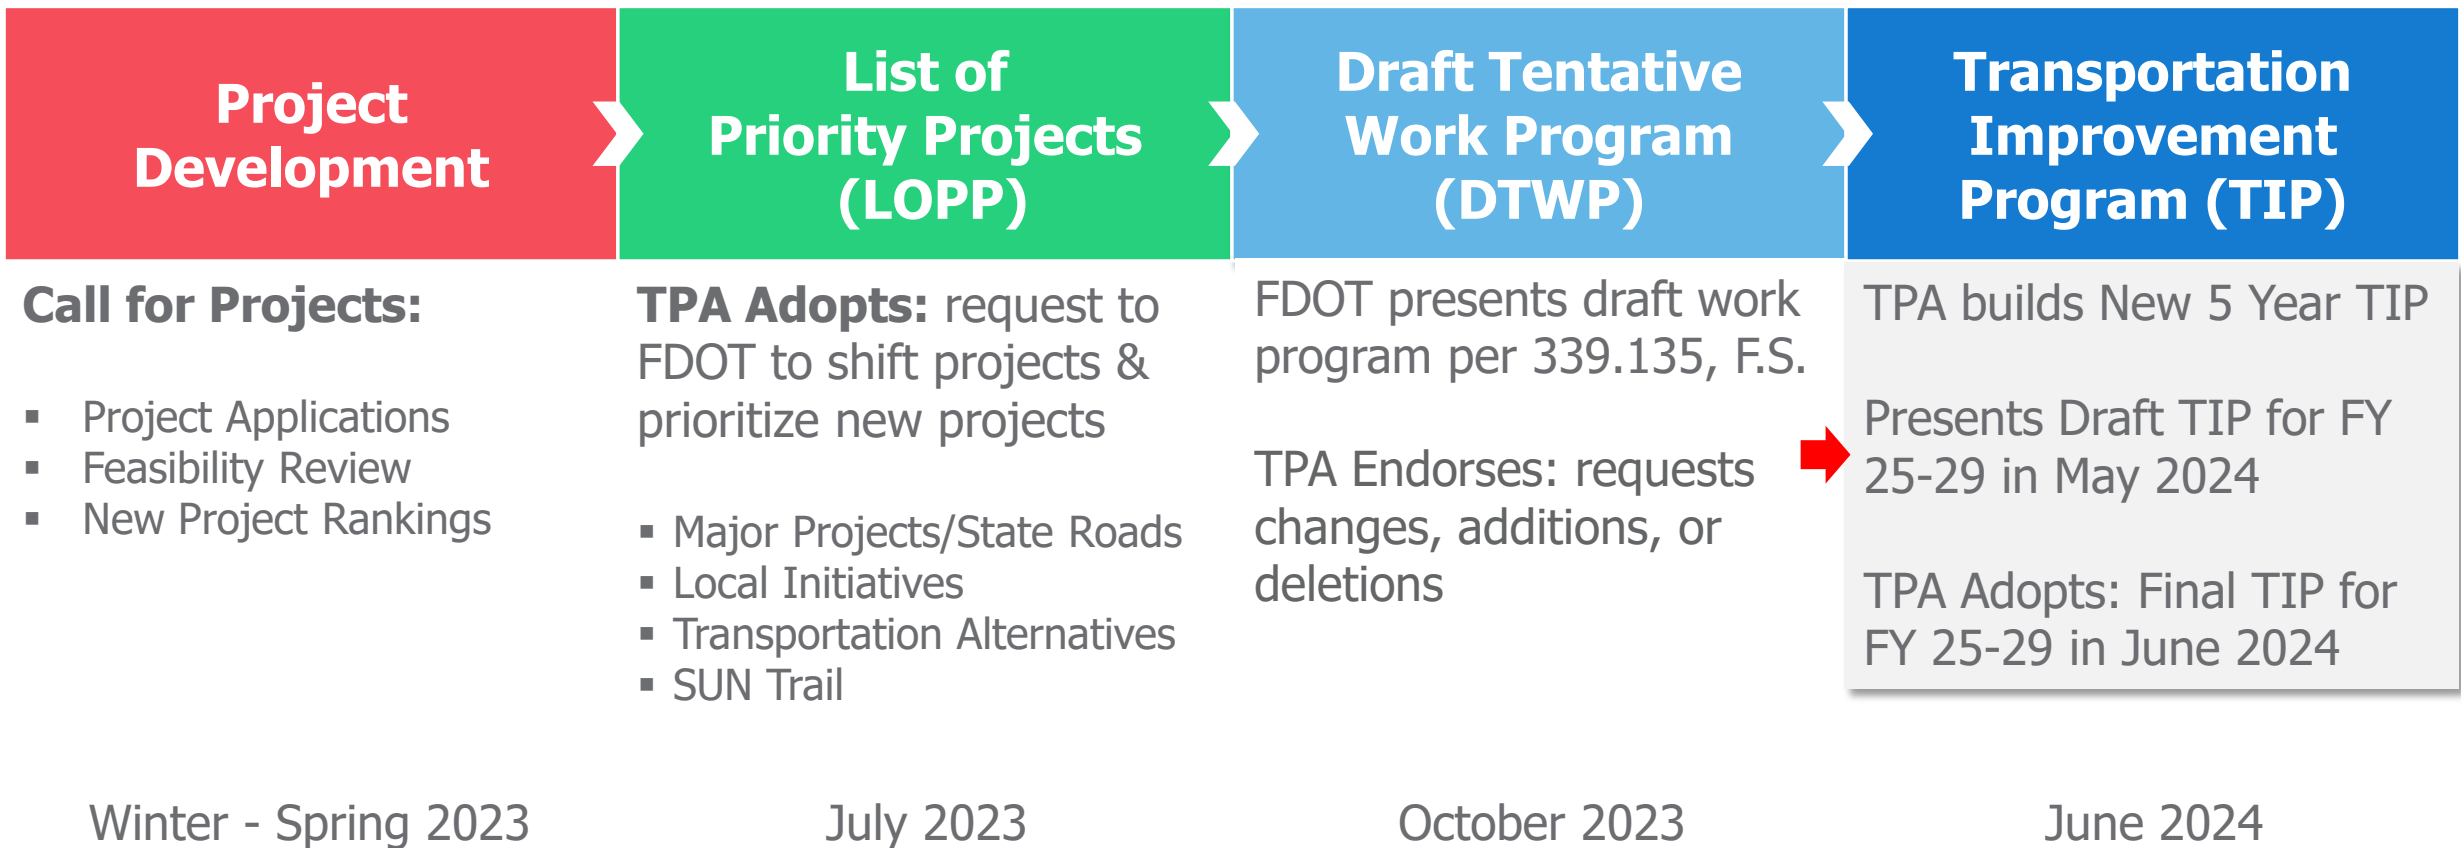 Project
Development
List of
Priority Projects
(LOPP)
Draft Tentative
Work Program
(DTWP)
Transportation
Improvement
Program (TIP)
Call for Projects:
▪ Project Applications
▪ Feasibility Review
▪ New Project Rankings
TPA Adopts: request to
FDOT to shift projects &
prioritize new projects
▪ Major Projects/State Roads
▪ Local Initiatives
▪ Transportation Alternatives
▪ SUN Trail
FDOT presents draft work
program per 339.135, F.S.
TPA Endorses: requests
changes, additions, or
deletions
TPA builds New 5 Year TIP
Presents Draft TIP for FY
25-29 in May 2024
TPA Adopts: Final TIP for
FY 25-29 in June 2024
Winter - Spring 2023
July 2023
October 2023
June 2024